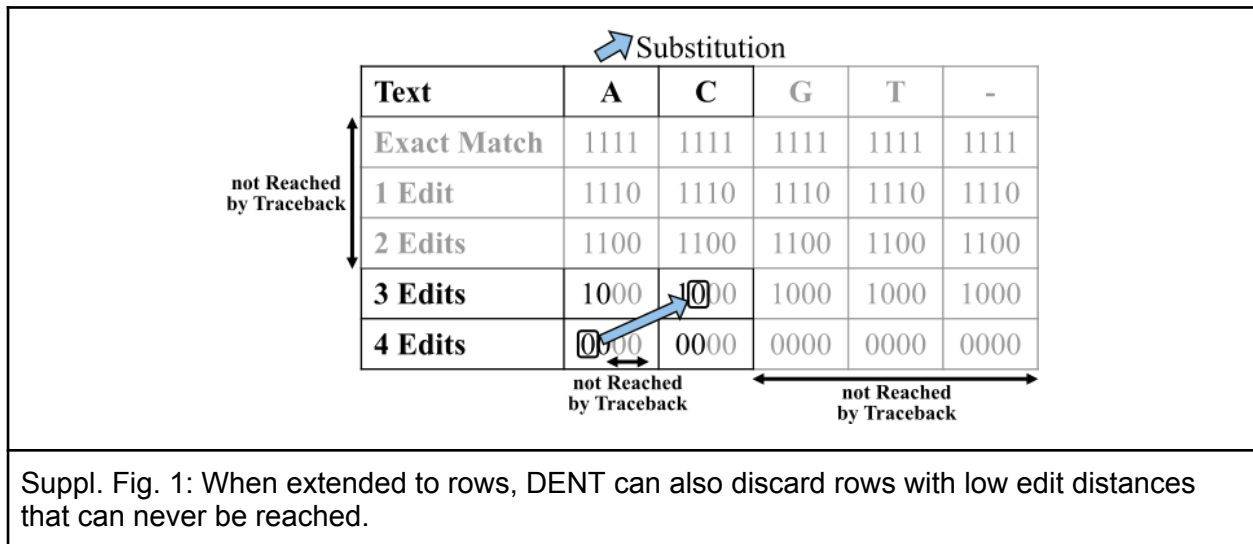 Substitution
Text A C G T -
Exact Match 1111 1111 1111 1111 1111
1 Edit 1110 1110 1110 1110 1110
not Reached
by Traceback
2 Edits 1100 1100 1100 1100 1100
3 Edits 1000 1000 1000 1000 1000
4 Edits 0000 0000 0000 0000 0000
not Reached
by Traceback
not Reached
by Traceback
Suppl. Fig. 1: When extended to rows, DENT can also discard rows with low edit distances
that can never be reached.